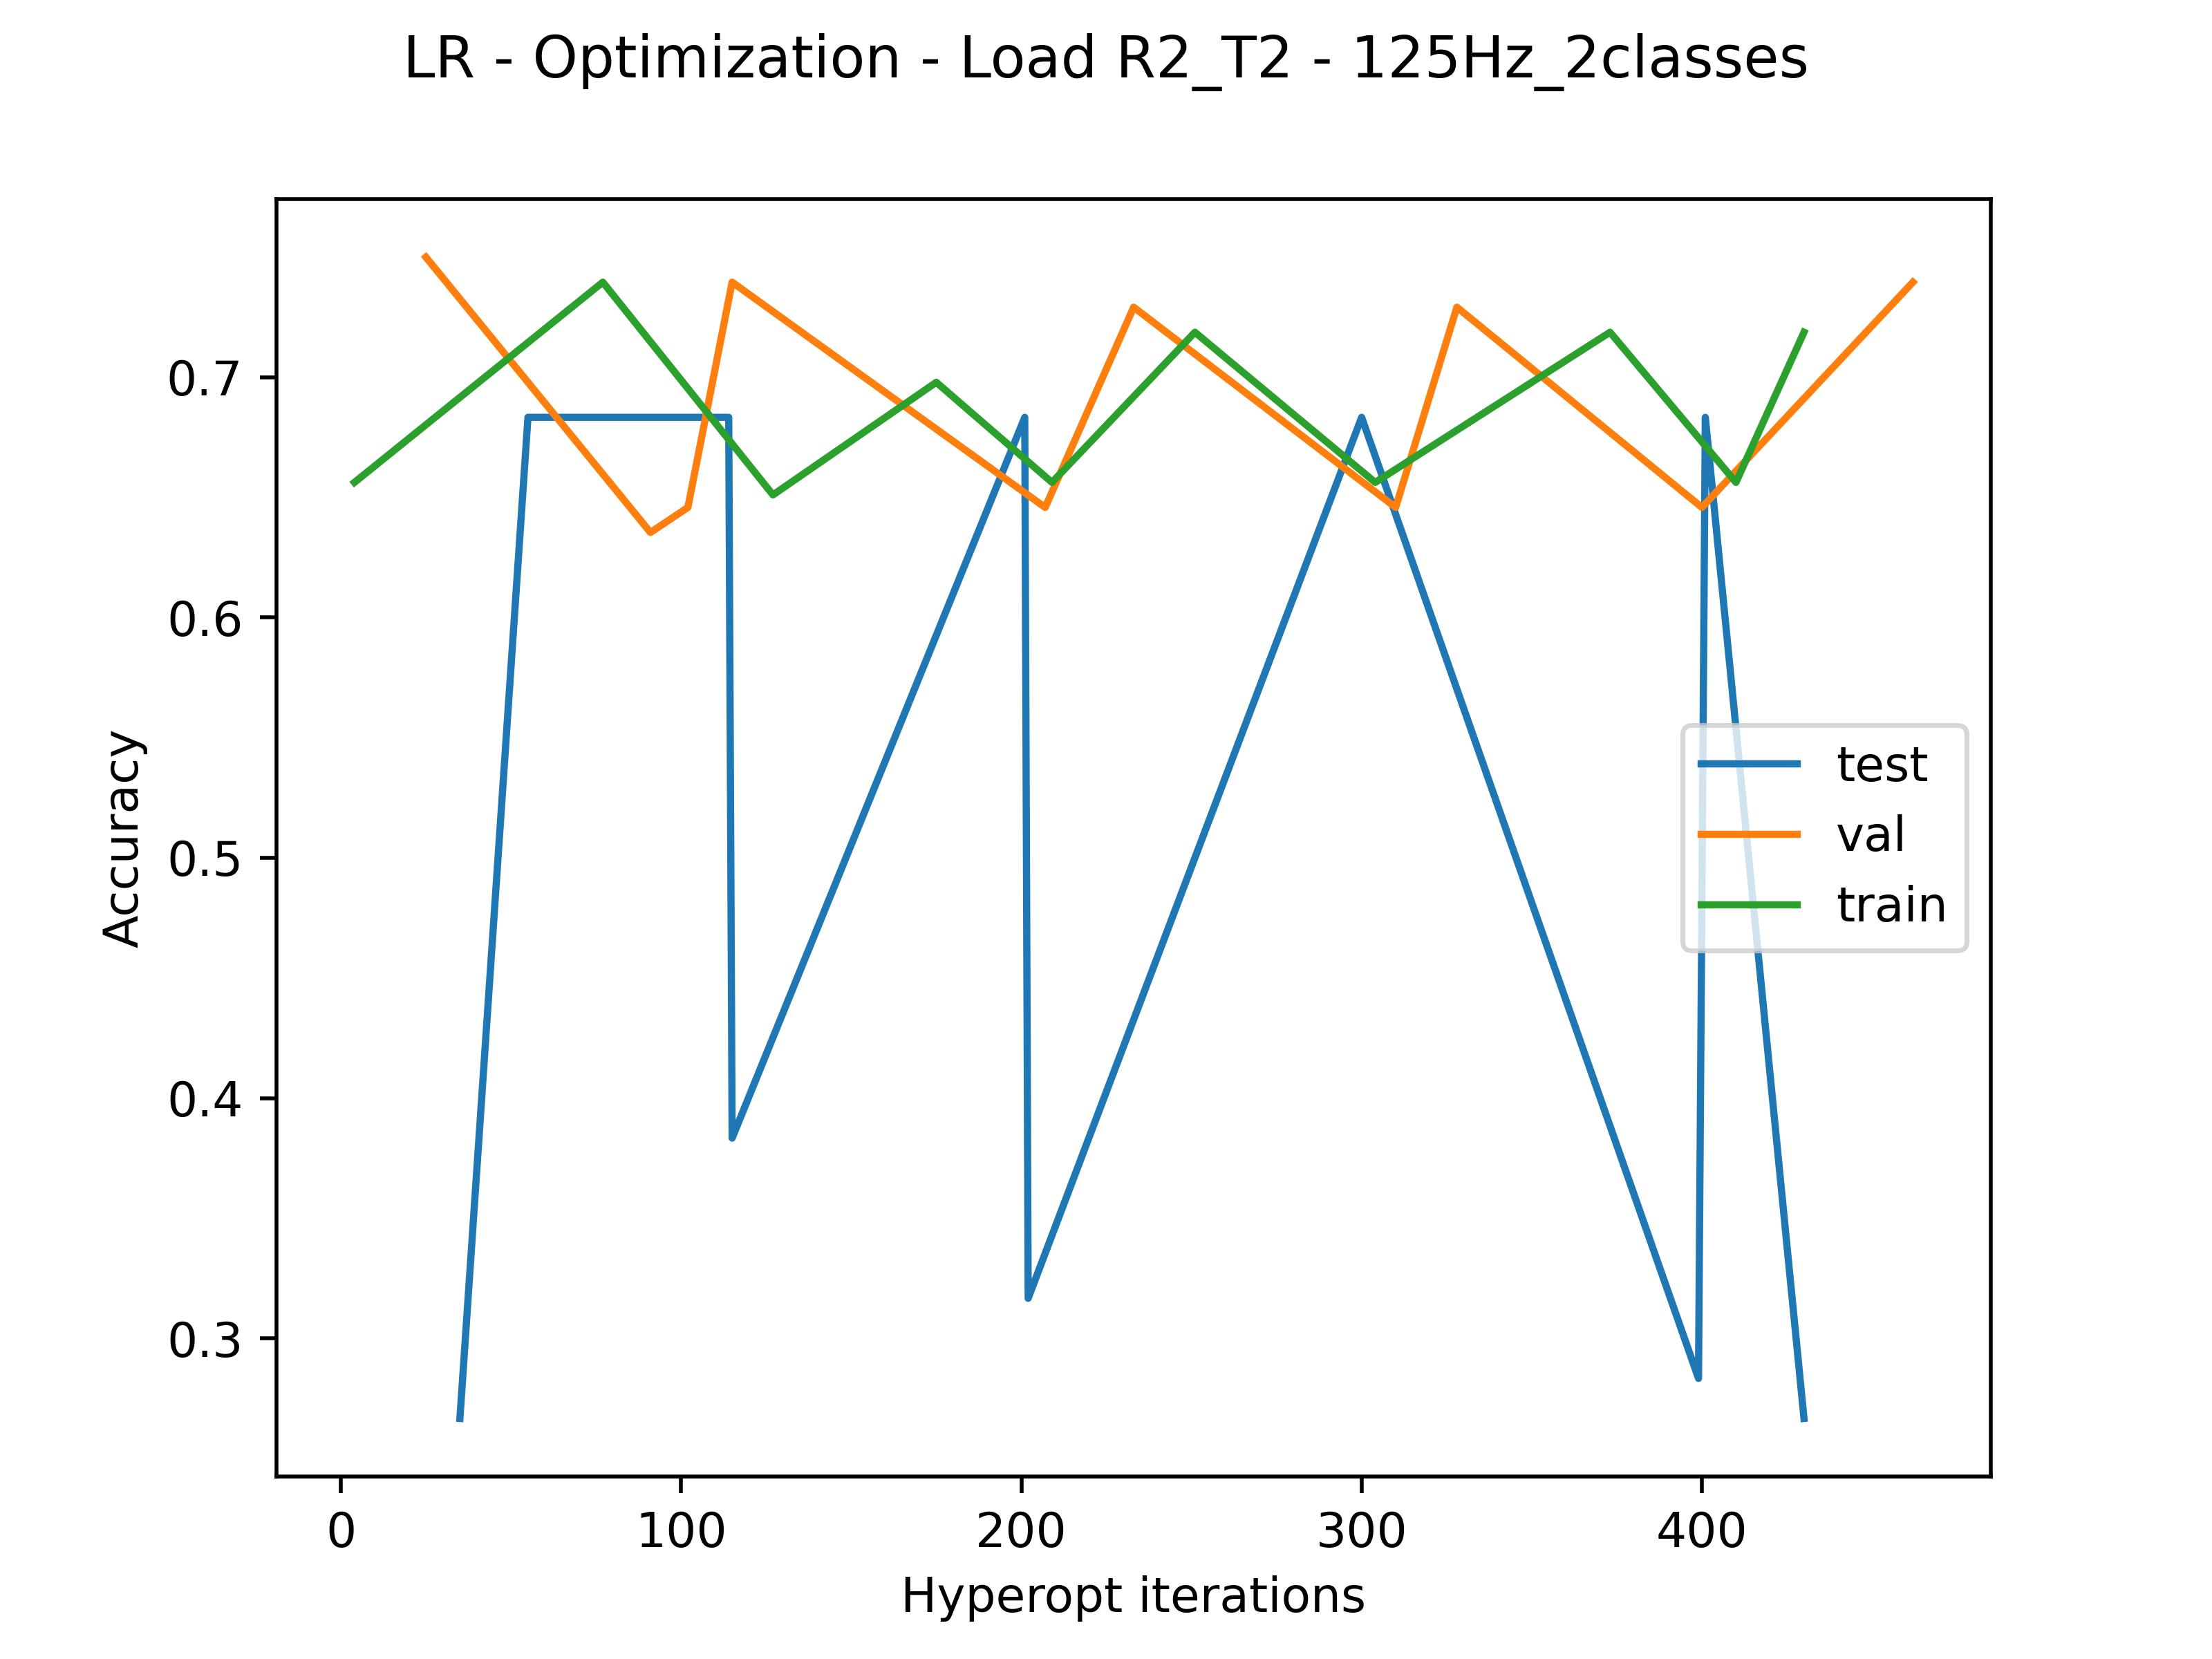 LR - Optimization - Load R2_T2 - 125Hz_2classes
Accuracy
0.7
0.6
0.5
0.4
0.3
test
val
train
0 100 200 300 400
Hyperopt iterations